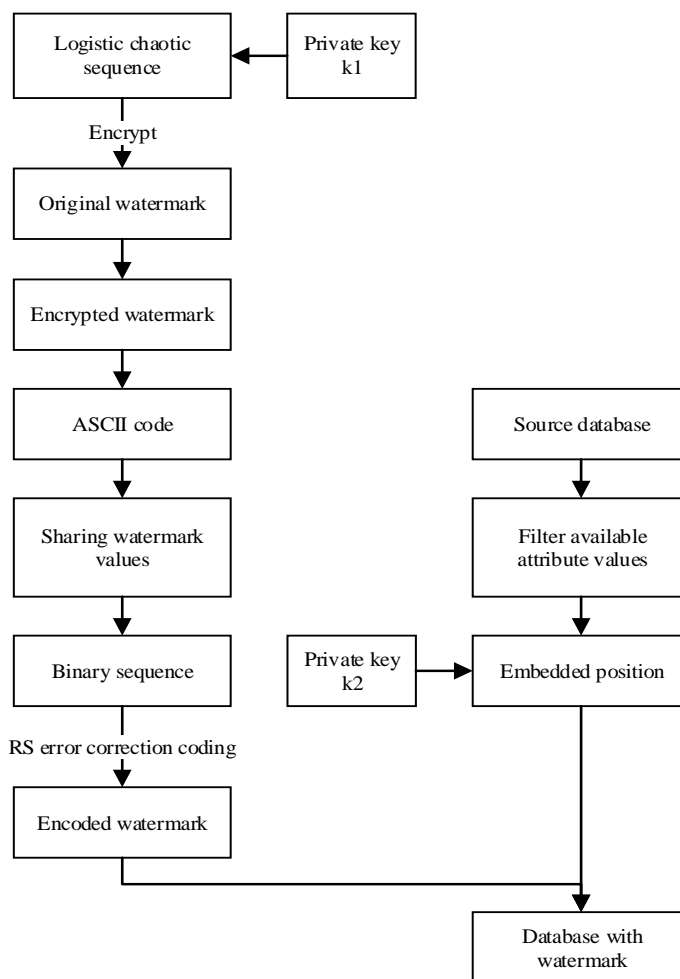 Logistic chaotic
sequence
Private key
k1
Encrypt
Original watermark
Encrypted watermark
ASCII code
Source database
Sharing watermark
values
Filter available
attribute values
Binary sequence
Private key
k2
Embedded position
RS error correction coding
Encoded watermark
Database with
watermark